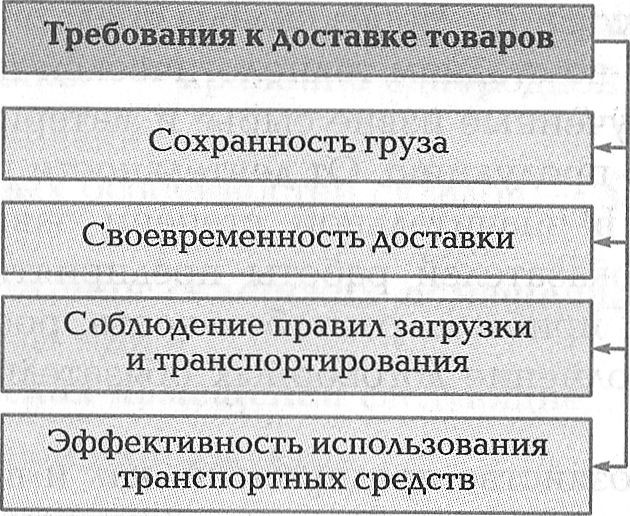 Требования к доставке товаров
Сохранность груза
Своевременность доставки
Соблюдение правил загрузки
и транспортирования
Эффективность использования
транспортных средств